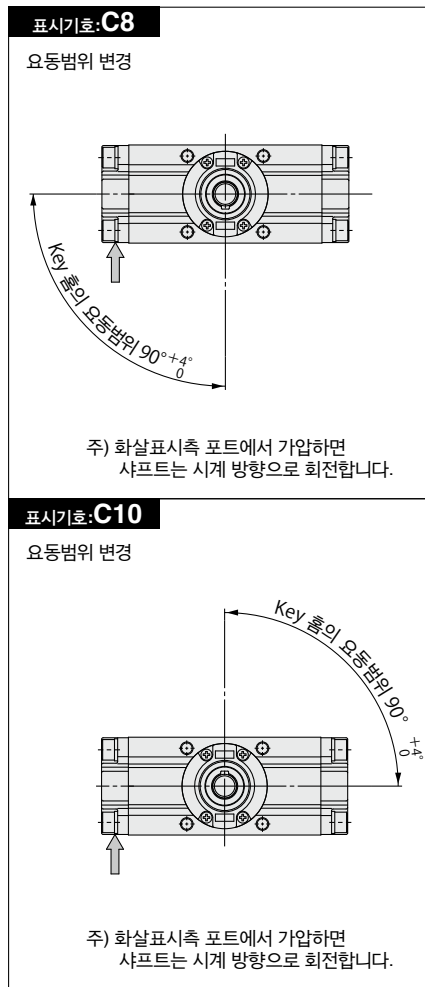 표시기호:C8
요동범위 변경
Key 홈의 요동범위 90° +4° 0
주) 화살표시측 포트에서 가압하면
샤프트는 시계 방향으로 회전합니다.
표시기호:C10
요동범위 변경
Key 홈의 요동범위 90° +4° 0
주) 화살표시측 포트에서 가압하면
샤프트는 시계 방향으로 회전합니다.